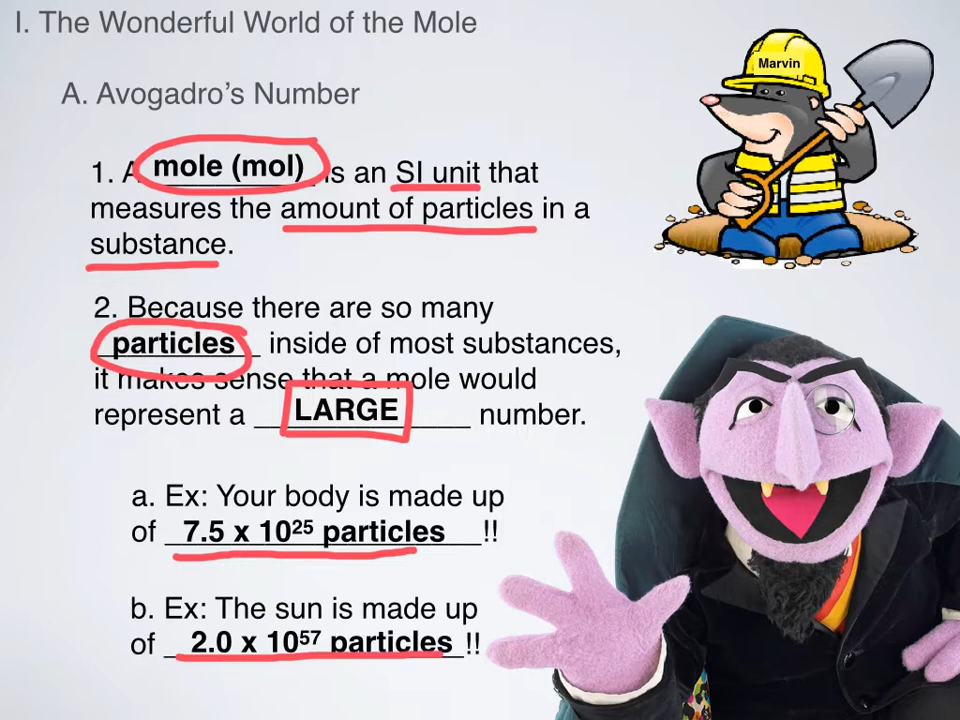 I. The Wonderful World of the Mole
Marvin
A. Avogadro's Number
1. A mole (mol) is an SI unit that
measures the amount of particles in a
substance.
2. Because there are so many
particles inside of most substances,
it makes sense that a mole would
represent a LARGE number.
a. Ex: Your body is made up
of 7.5 x 10²⁵ particles!!
b. Ex: The sun is made up
of 2.0 x 10⁵⁷ particles!!